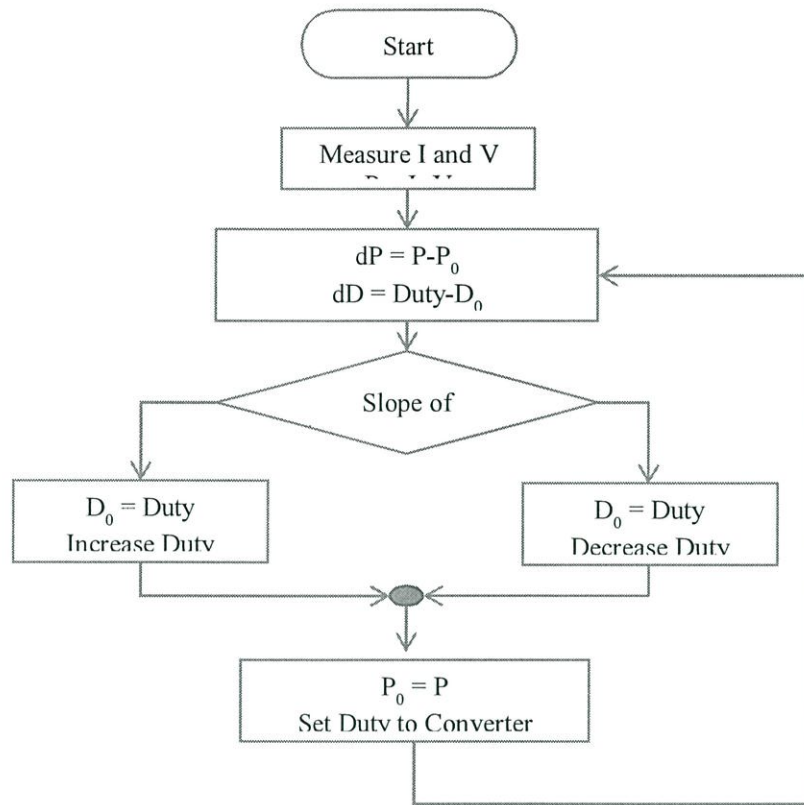 Start
Measure I and V
dP = P-P₀
dD = Duty-D₀
Slope of
D₀ = Duty
Increase Duty
D₀ = Duty
Decrease Duty
P₀ = P
Set Duty to Converter